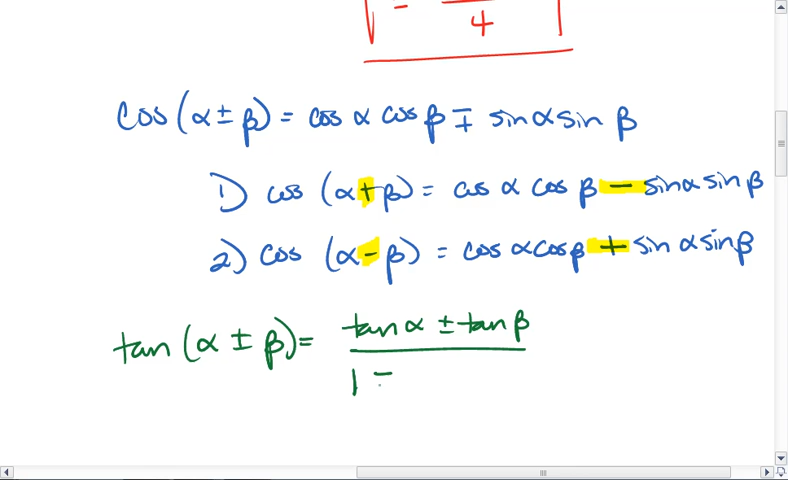 - 4
cos (α ± β) = cos α cos β ∓ sin α sin β
1) cos (α + β) = cos α cos β - sin α sin β
2) cos (α - β) = cos α cos β + sin α sin β
tan (α ± β) = tan α ± tan β
1 -